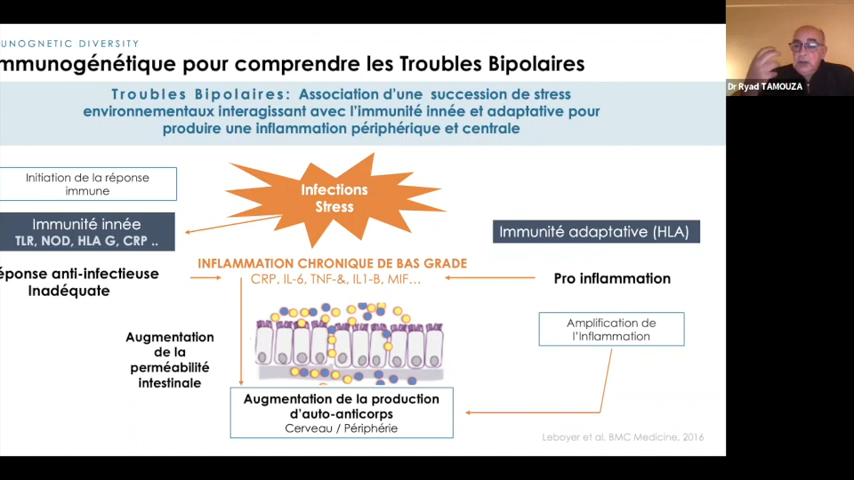 UNOGNETIC DIVERSITY
mmunogénétique pour comprendre les Troubles Bipolaires
Troubles Bipolaires: Association d'une succession de stress
environnementaux interagissant avec l'immunité innée et adaptative pour
produire une inflammation périphérique et centrale
Dr Ryad TAMOUZA
Initiation de la réponse
immune
Infections
Stress
Immunité innée
TLR, NOD, HLA G, CRP ..
Immunité adaptative (HLA)
INFLAMMATION CHRONIQUE DE BAS GRADE
CRP, IL-6, TNF-&, IL1-B, MIF...
éponse anti-infectieuse
Inadéquate
Pro inflammation
Amplification de
l'Inflammation
Augmentation
de la
perméabilité
intestinale
Augmentation de la production
d'auto-anticorps
Cerveau / Périphérie
Leboyer et al, BMC Medicine, 2016